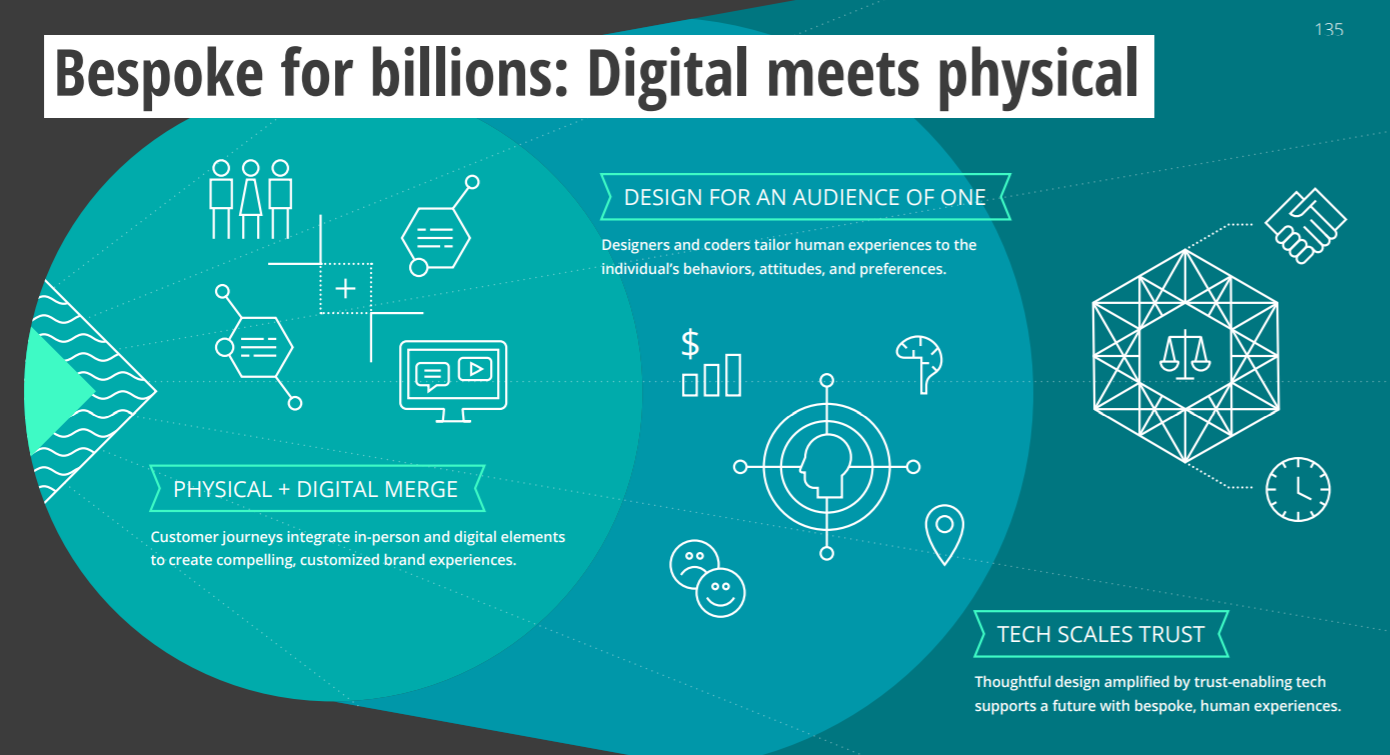 135
Bespoke for billions: Digital meets physical
DESIGN FOR AN AUDIENCE OF ONE
Designers and coders tailor human experiences to the
individual’s behaviors, attitudes, and preferences.
$
PHYSICAL + DIGITAL MERGE
Customer journeys integrate in-person and digital elements
to create compelling, customized brand experiences.
TECH SCALES TRUST
Thoughtful design amplified by trust-enabling tech
supports a future with bespoke, human experiences.